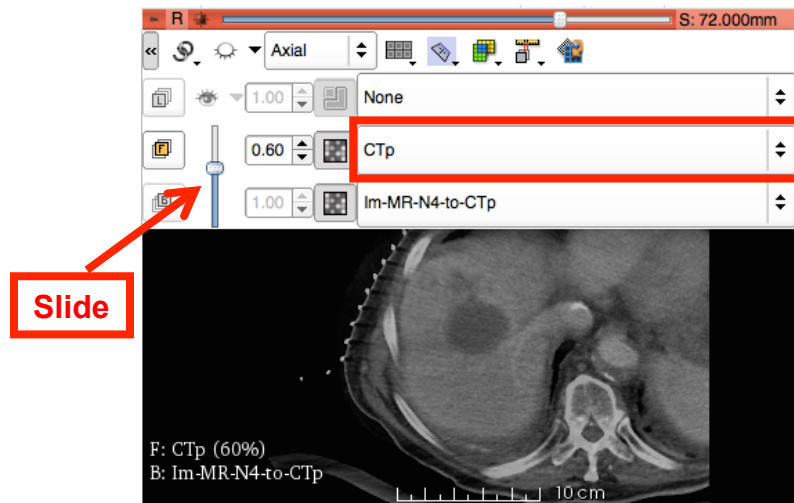 R S: 72.000mm
« Axial
L 1.00 None
F 0.60 CTp
B 1.00 Im-MR-N4-to-CTp
Slide
F: CTp (60%)
B: Im-MR-N4-to-CTp
10 cm